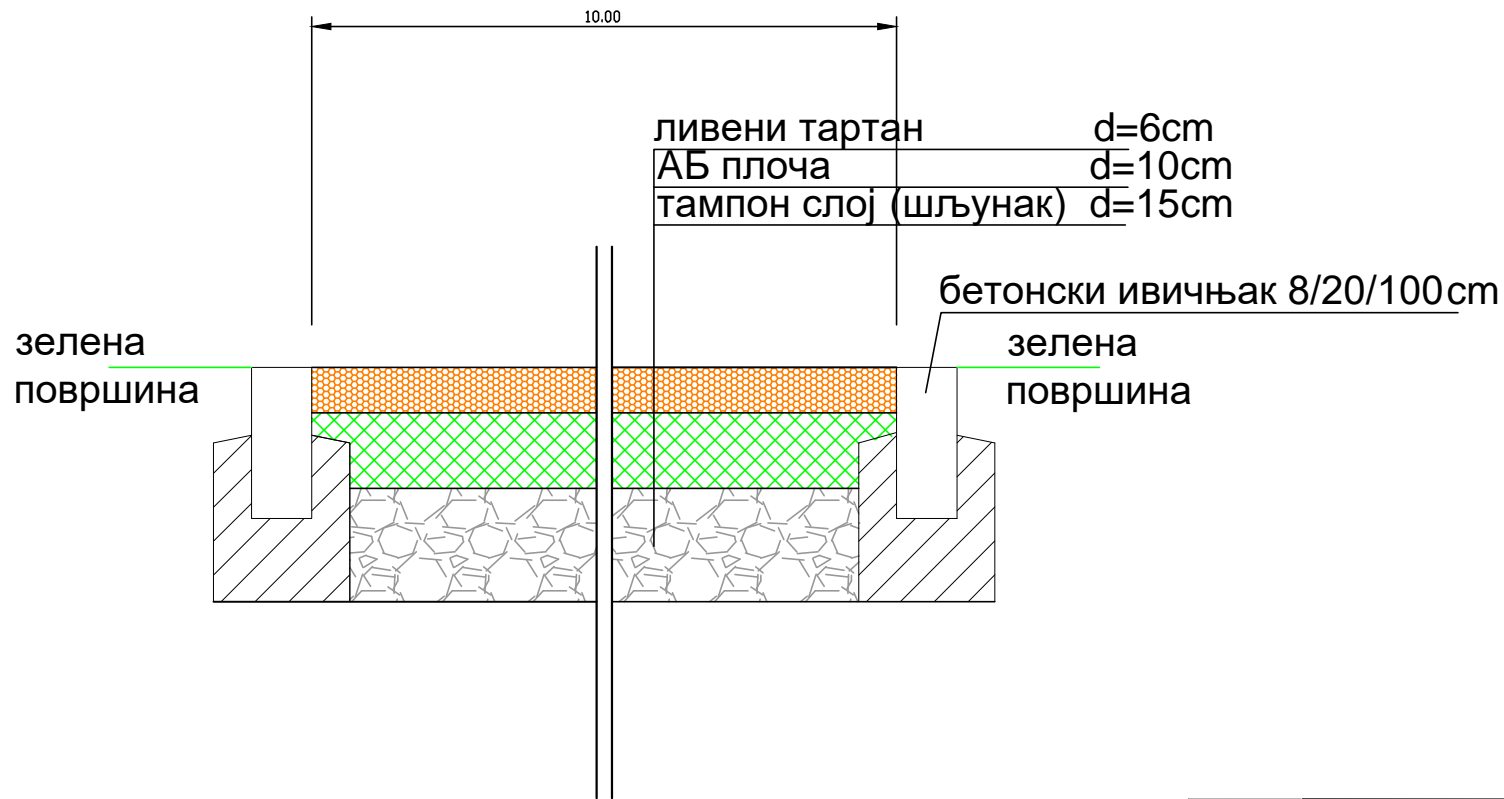 10.00
ливени тартан d=6cm
АБ плоча d=10cm
тампон слој (шљунак) d=15cm
бетонски ивичњак 8/20/100cm
зелена
површина
зелена
површина